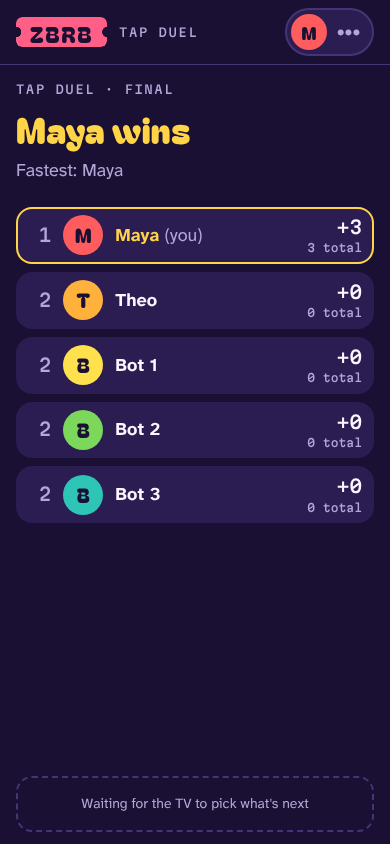 Z8R8 TAP DUEL M •••
TAP DUEL · FINAL
Maya wins
Fastest: Maya
1 M Maya (you) +3
3 total
2 T Theo +0
0 total
2 B Bot 1 +0
0 total
2 B Bot 2 +0
0 total
2 B Bot 3 +0
0 total
Waiting for the TV to pick what's next